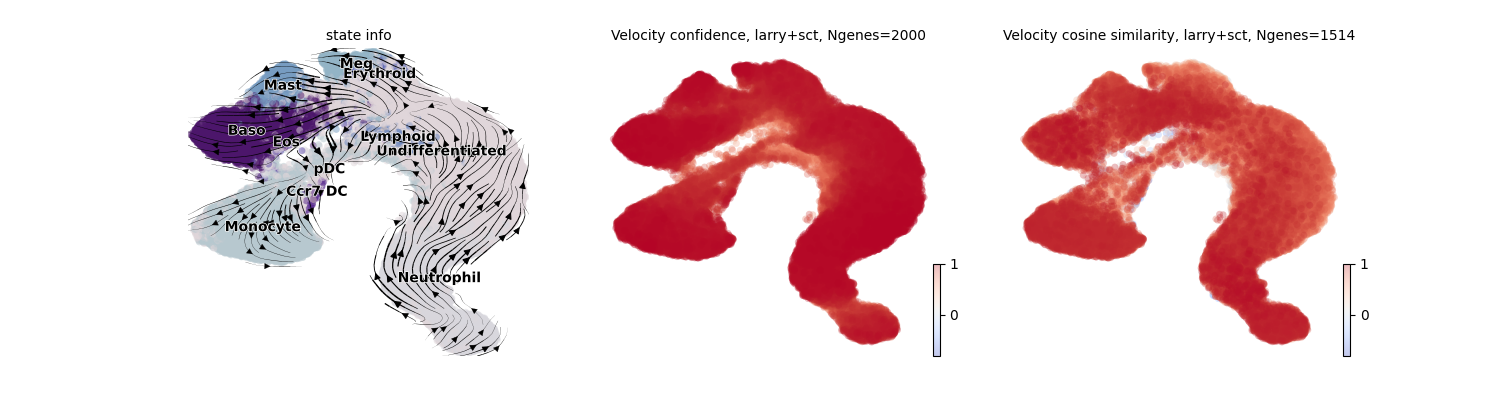 state info
Meg
Erythroid
Mast
Baso
Eos
Lymphoid
Undifferentiated
pDC
Ccr7 DC
Monocyte
Neutrophil
Velocity confidence, larry+sct, Ngenes=2000
1
0
Velocity cosine similarity, larry+sct, Ngenes=1514
1
0